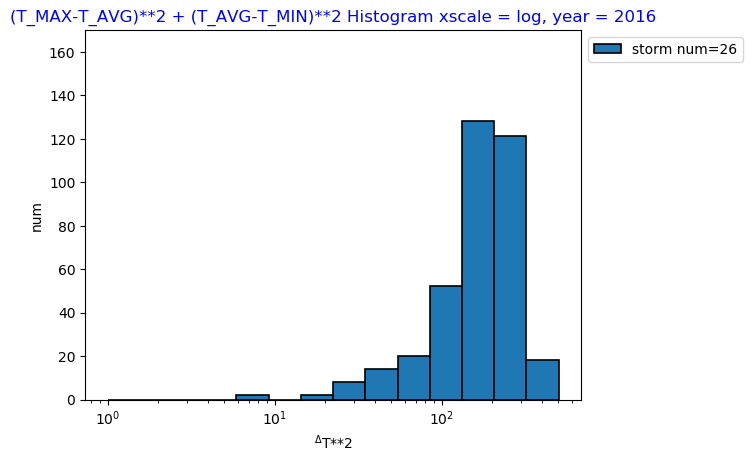 (T_MAX-T_AVG)**2 + (T_AVG-T_MIN)**2 Histogram xscale = log, year = 2016
storm num=26
160
140
120
100
80
60
40
20
0
num
10⁰ 10¹ 10²
ᐃT**2